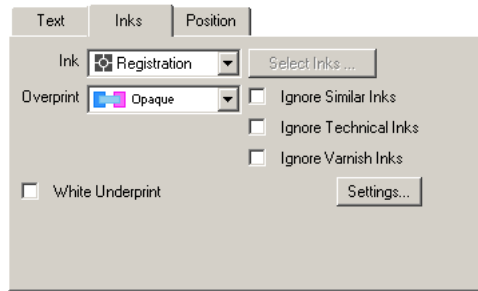 Text Inks Position
Ink Registration Select Inks ...
Overprint Opaque Ignore Similar Inks
Ignore Technical Inks
Ignore Varnish Inks
White Underprint Settings...